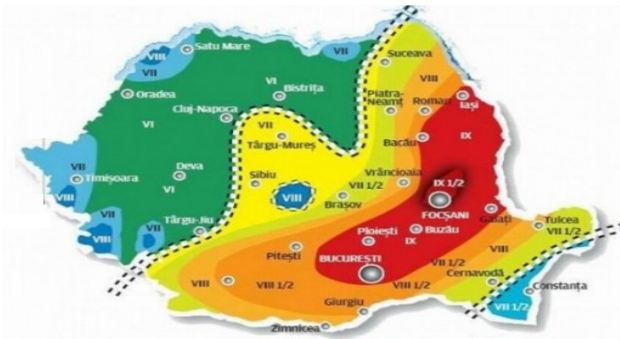 Satu Mare
VIII
VII
VII
Suceava
VI
Bistrița
Oradea
VIII
Piatra-
Neamț
Roman
Iași
Cluj-Napoca
VI
VII
IX
Târgu-Mureș
Bacău
VII
Deva
Timișoara
VI
VIII
Sibiu
Vrâncioaia
VII 1/2
IX 1/2
VIII
Brașov
FOCȘANI
VII
VII
Târgu-Jiu
Galați
Tulcea
VIII
Ploiești
IX
Buzău
VII 1/2
Pitești
VIII
BUCUREȘTI
VII 1/2
Cernavodă
VIII
VIII 1/2
VIII 1/2
Constanța
Giurgiu
VII 1/2
Zimnicea